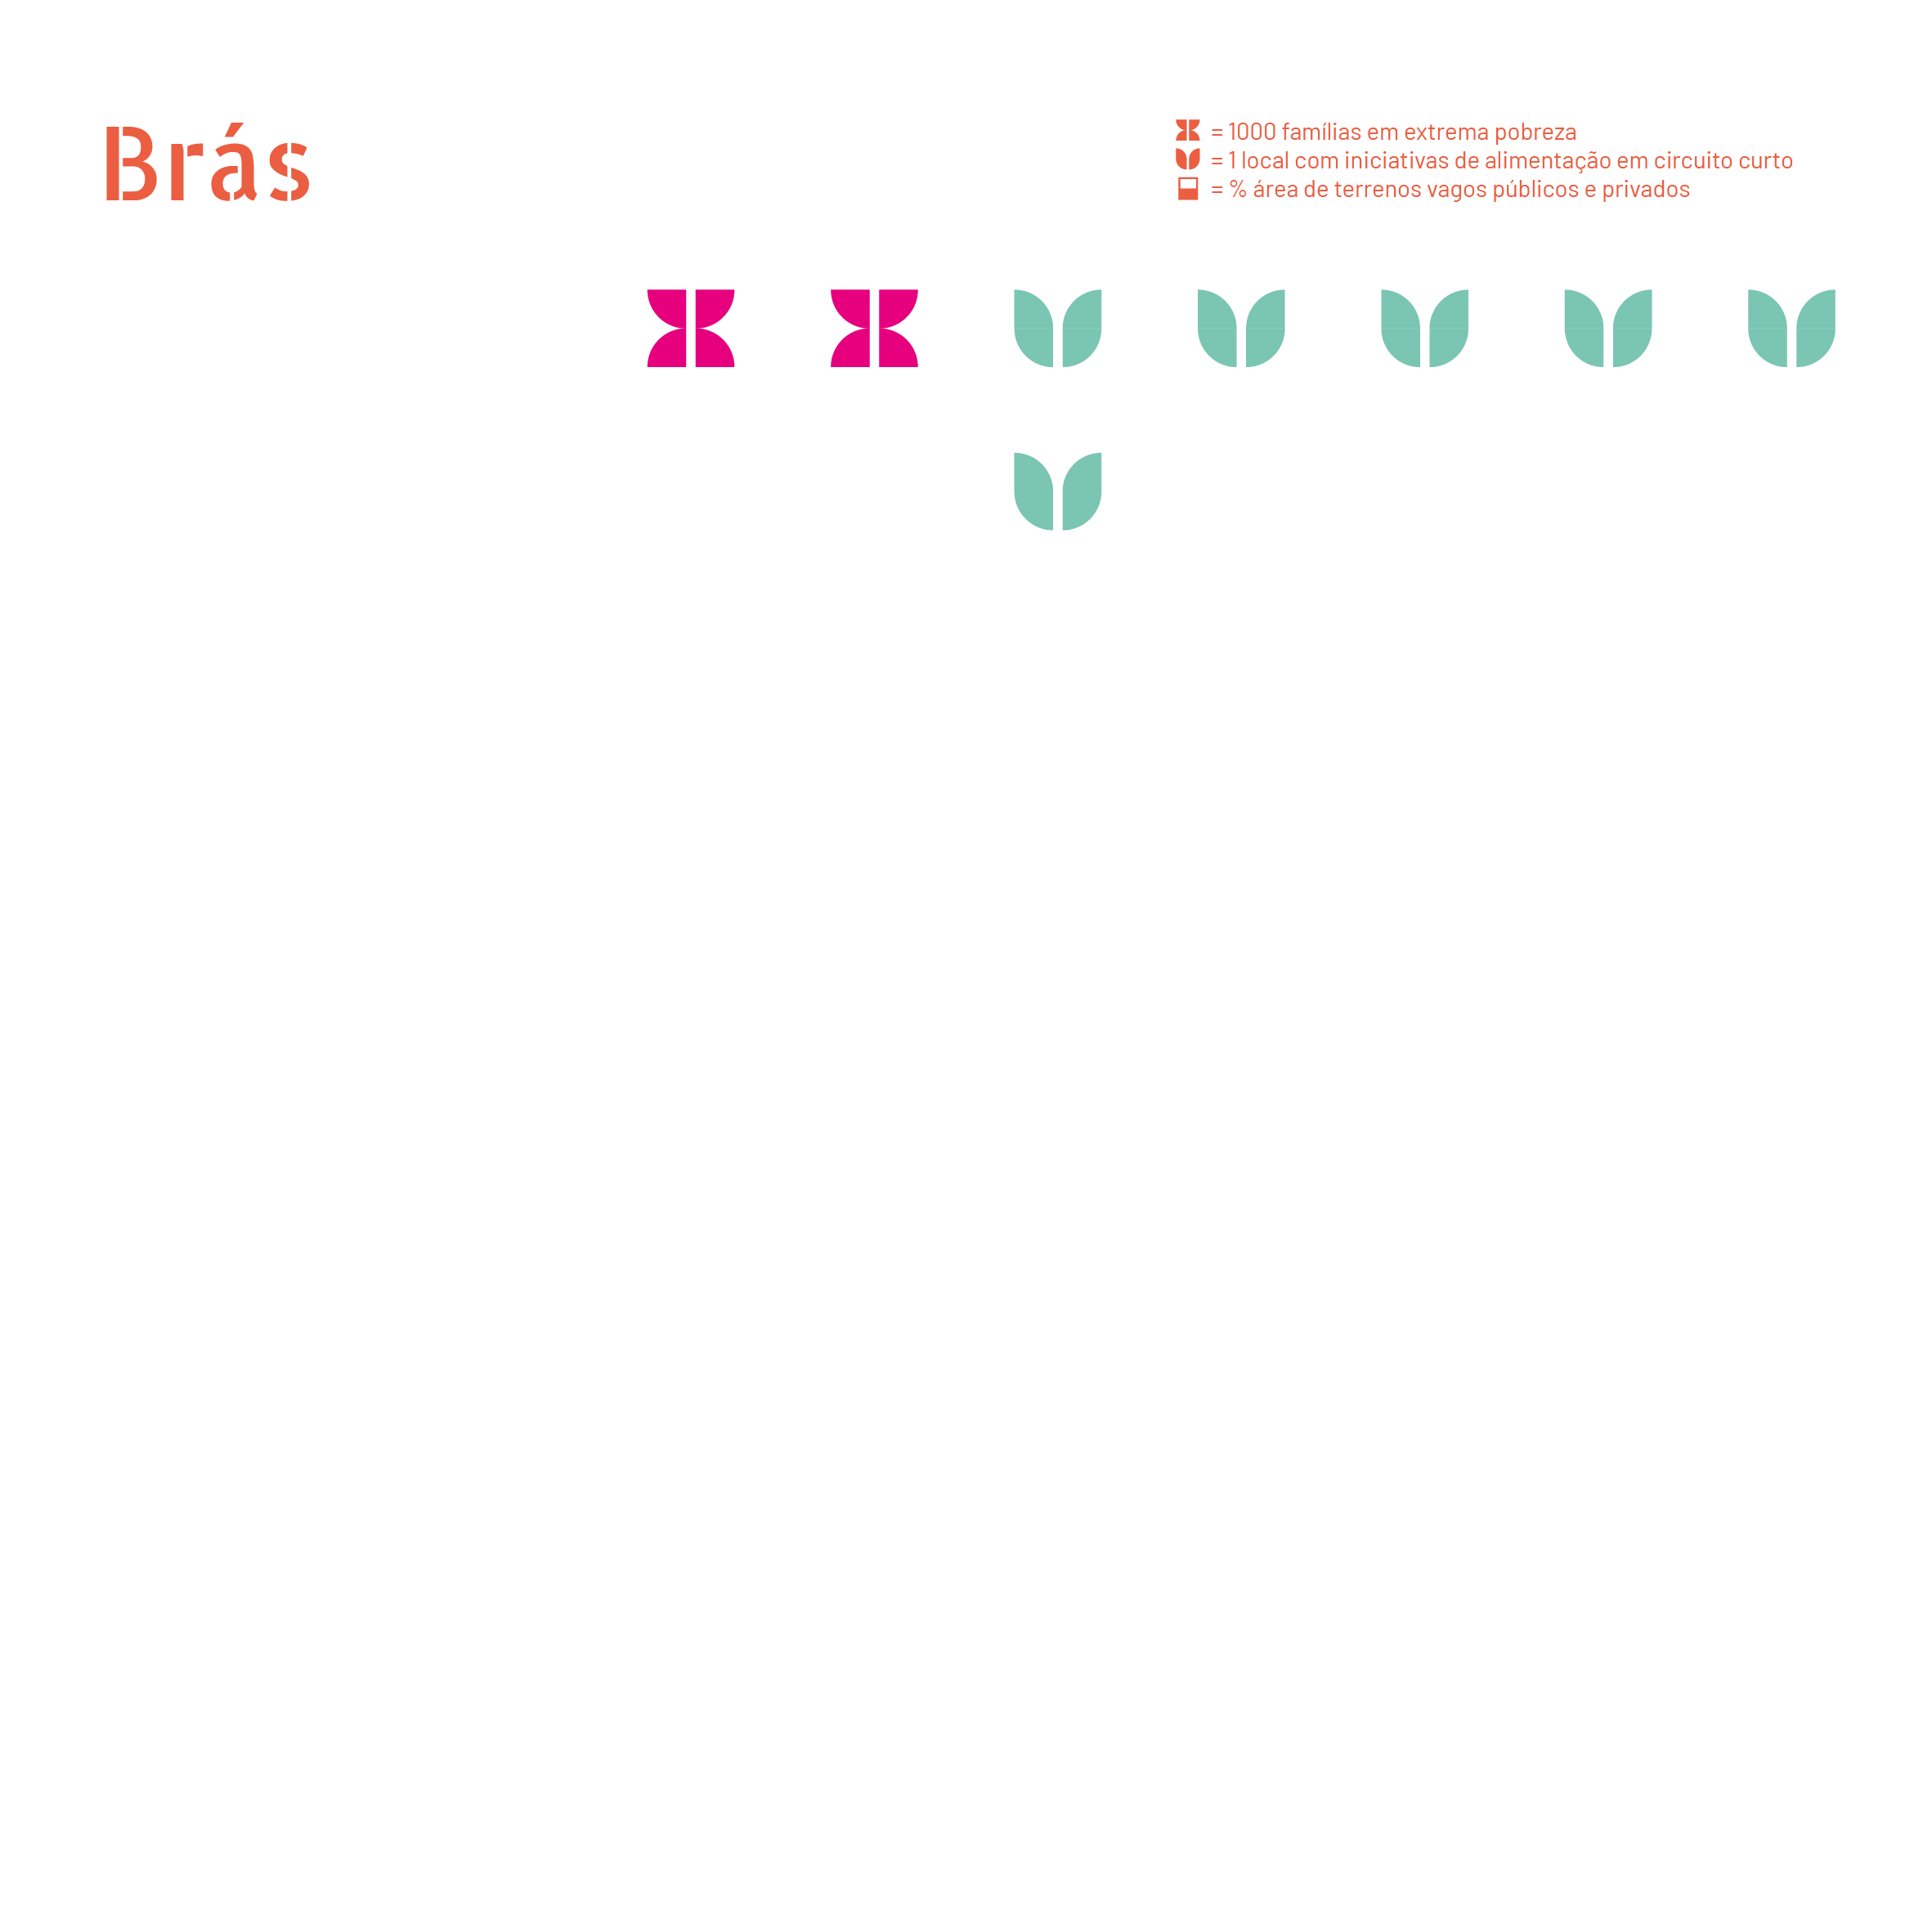 Brás
= 1000 famílias em extrema pobreza
= 1 local com iniciativas de alimentação em circuito curto
= % área de terrenos vagos públicos e privados